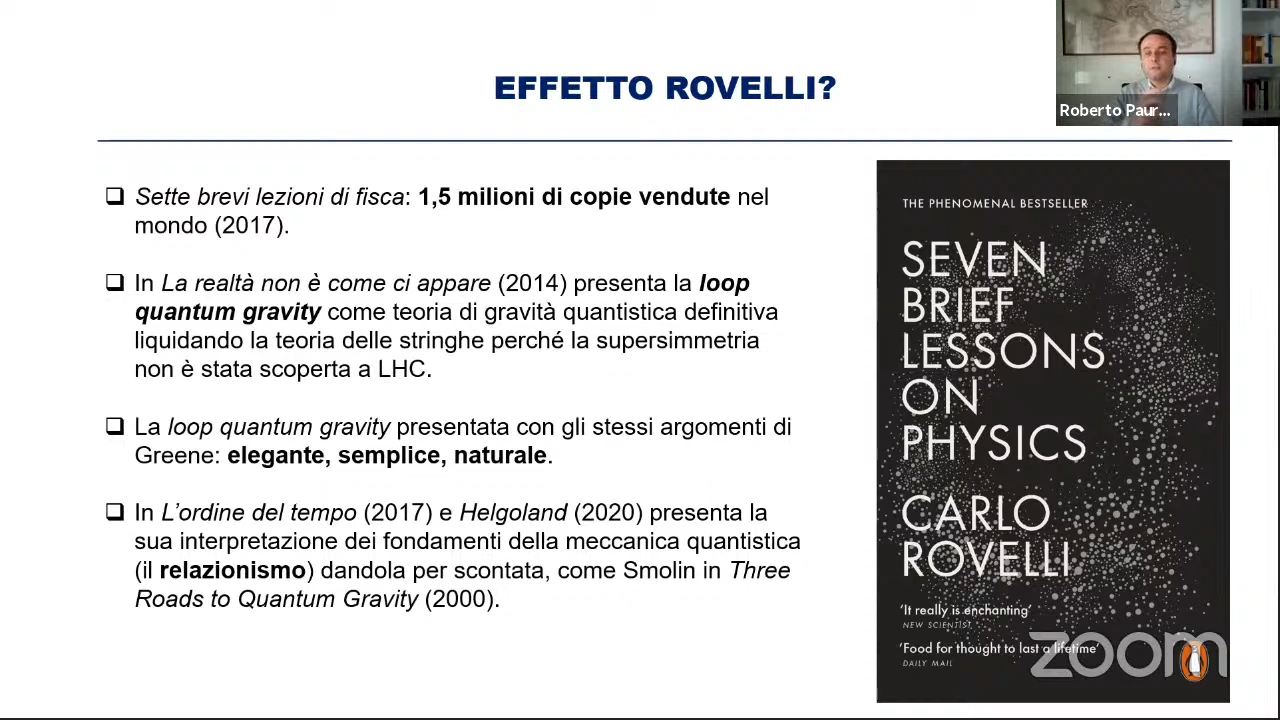 EFFETTO ROVELLI?
Roberto Paur...
❑ Sette brevi lezioni di fisca: 1,5 milioni di copie vendute nel
mondo (2017).
❑ In La realtà non è come ci appare (2014) presenta la loop
quantum gravity come teoria di gravità quantistica definitiva
liquidando la teoria delle stringhe perché la supersimmetria
non è stata scoperta a LHC.
❑ La loop quantum gravity presentata con gli stessi argomenti di
Greene: elegante, semplice, naturale.
❑ In L’ordine del tempo (2017) e Helgoland (2020) presenta la
sua interpretazione dei fondamenti della meccanica quantistica
(il relazionismo) dandola per scontata, come Smolin in Three
Roads to Quantum Gravity (2000).
THE PHENOMENAL BESTSELLER
SEVEN
BRIEF
LESSONS
ON
PHYSICS
CARLO
ROVELLI
‘It really is enchanting’
NEW SCIENTIST
‘Food for thought to last a lifetime’
DAILY MAIL
zoom